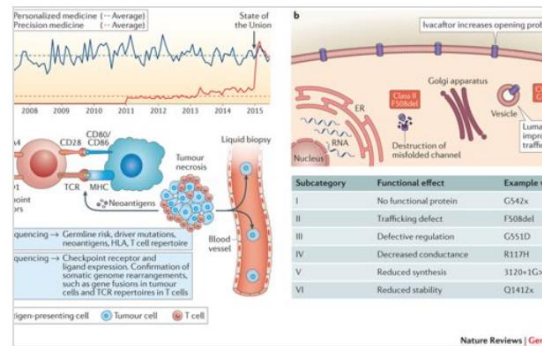 Personalized medicine (-- Average)
Precision medicine (-- Average)
State of
the Union
2008 2009 2010 2011 2012 2013 2014 2015
CD80/
CD86
CD28
TCR
MHC
Neoantigens
Tumour
necrosis
Liquid biopsy
Blood
vessel
quencing → Germline risk, driver mutations,
neoantigens, HLA, T cell repertoire
quencing → Checkpoint receptor and
ligand expression. Confirmation of
somatic genome rearrangements,
such as gene fusions in tumour
cells and TCR repertoires in T cells
tigen-presenting cell Tumour cell T cell
b
Ivacaftor increases opening prob
Golgi apparatus
ER
Class II
F508del
Vesicle
RNA
Nucleus
Destruction of
misfolded channel
Luma
impro
traffic
Subcategory Functional effect Example
I No functional protein G542x
II Trafficking defect F508del
III Defective regulation G551D
IV Decreased conductance R117H
V Reduced synthesis 3120+1G>
VI Reduced stability Q1412x
Nature Reviews | Gen